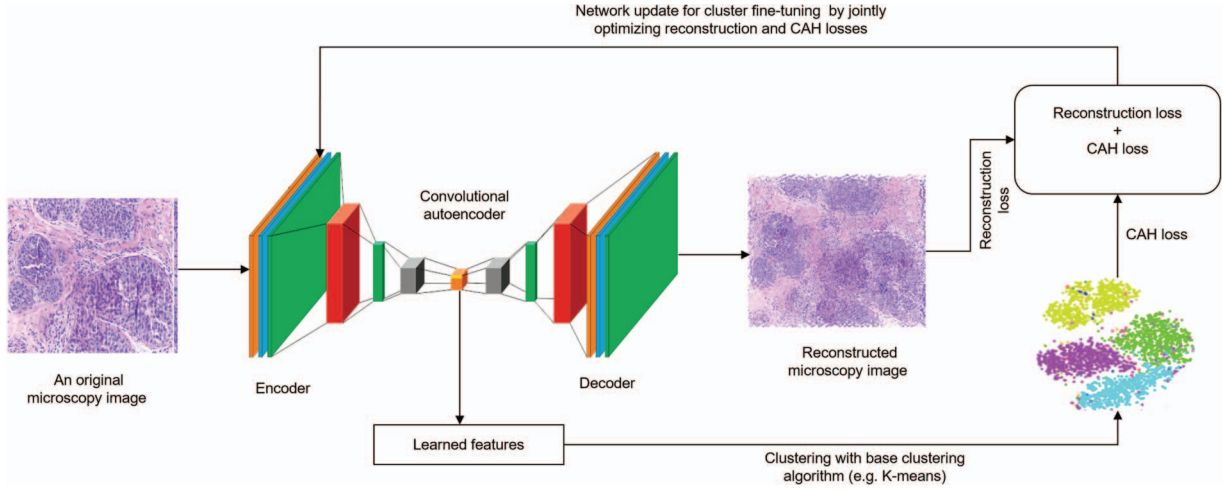 Network update for cluster fine-tuning by jointly
optimizing reconstruction and CAH losses
Reconstruction loss
+
CAH loss
Convolutional
autoencoder
Reconstruction
loss
CAH loss
An original
microscopy image
Encoder
Decoder
Reconstructed
microscopy image
Learned features
Clustering with base clustering
algorithm (e.g. K-means)